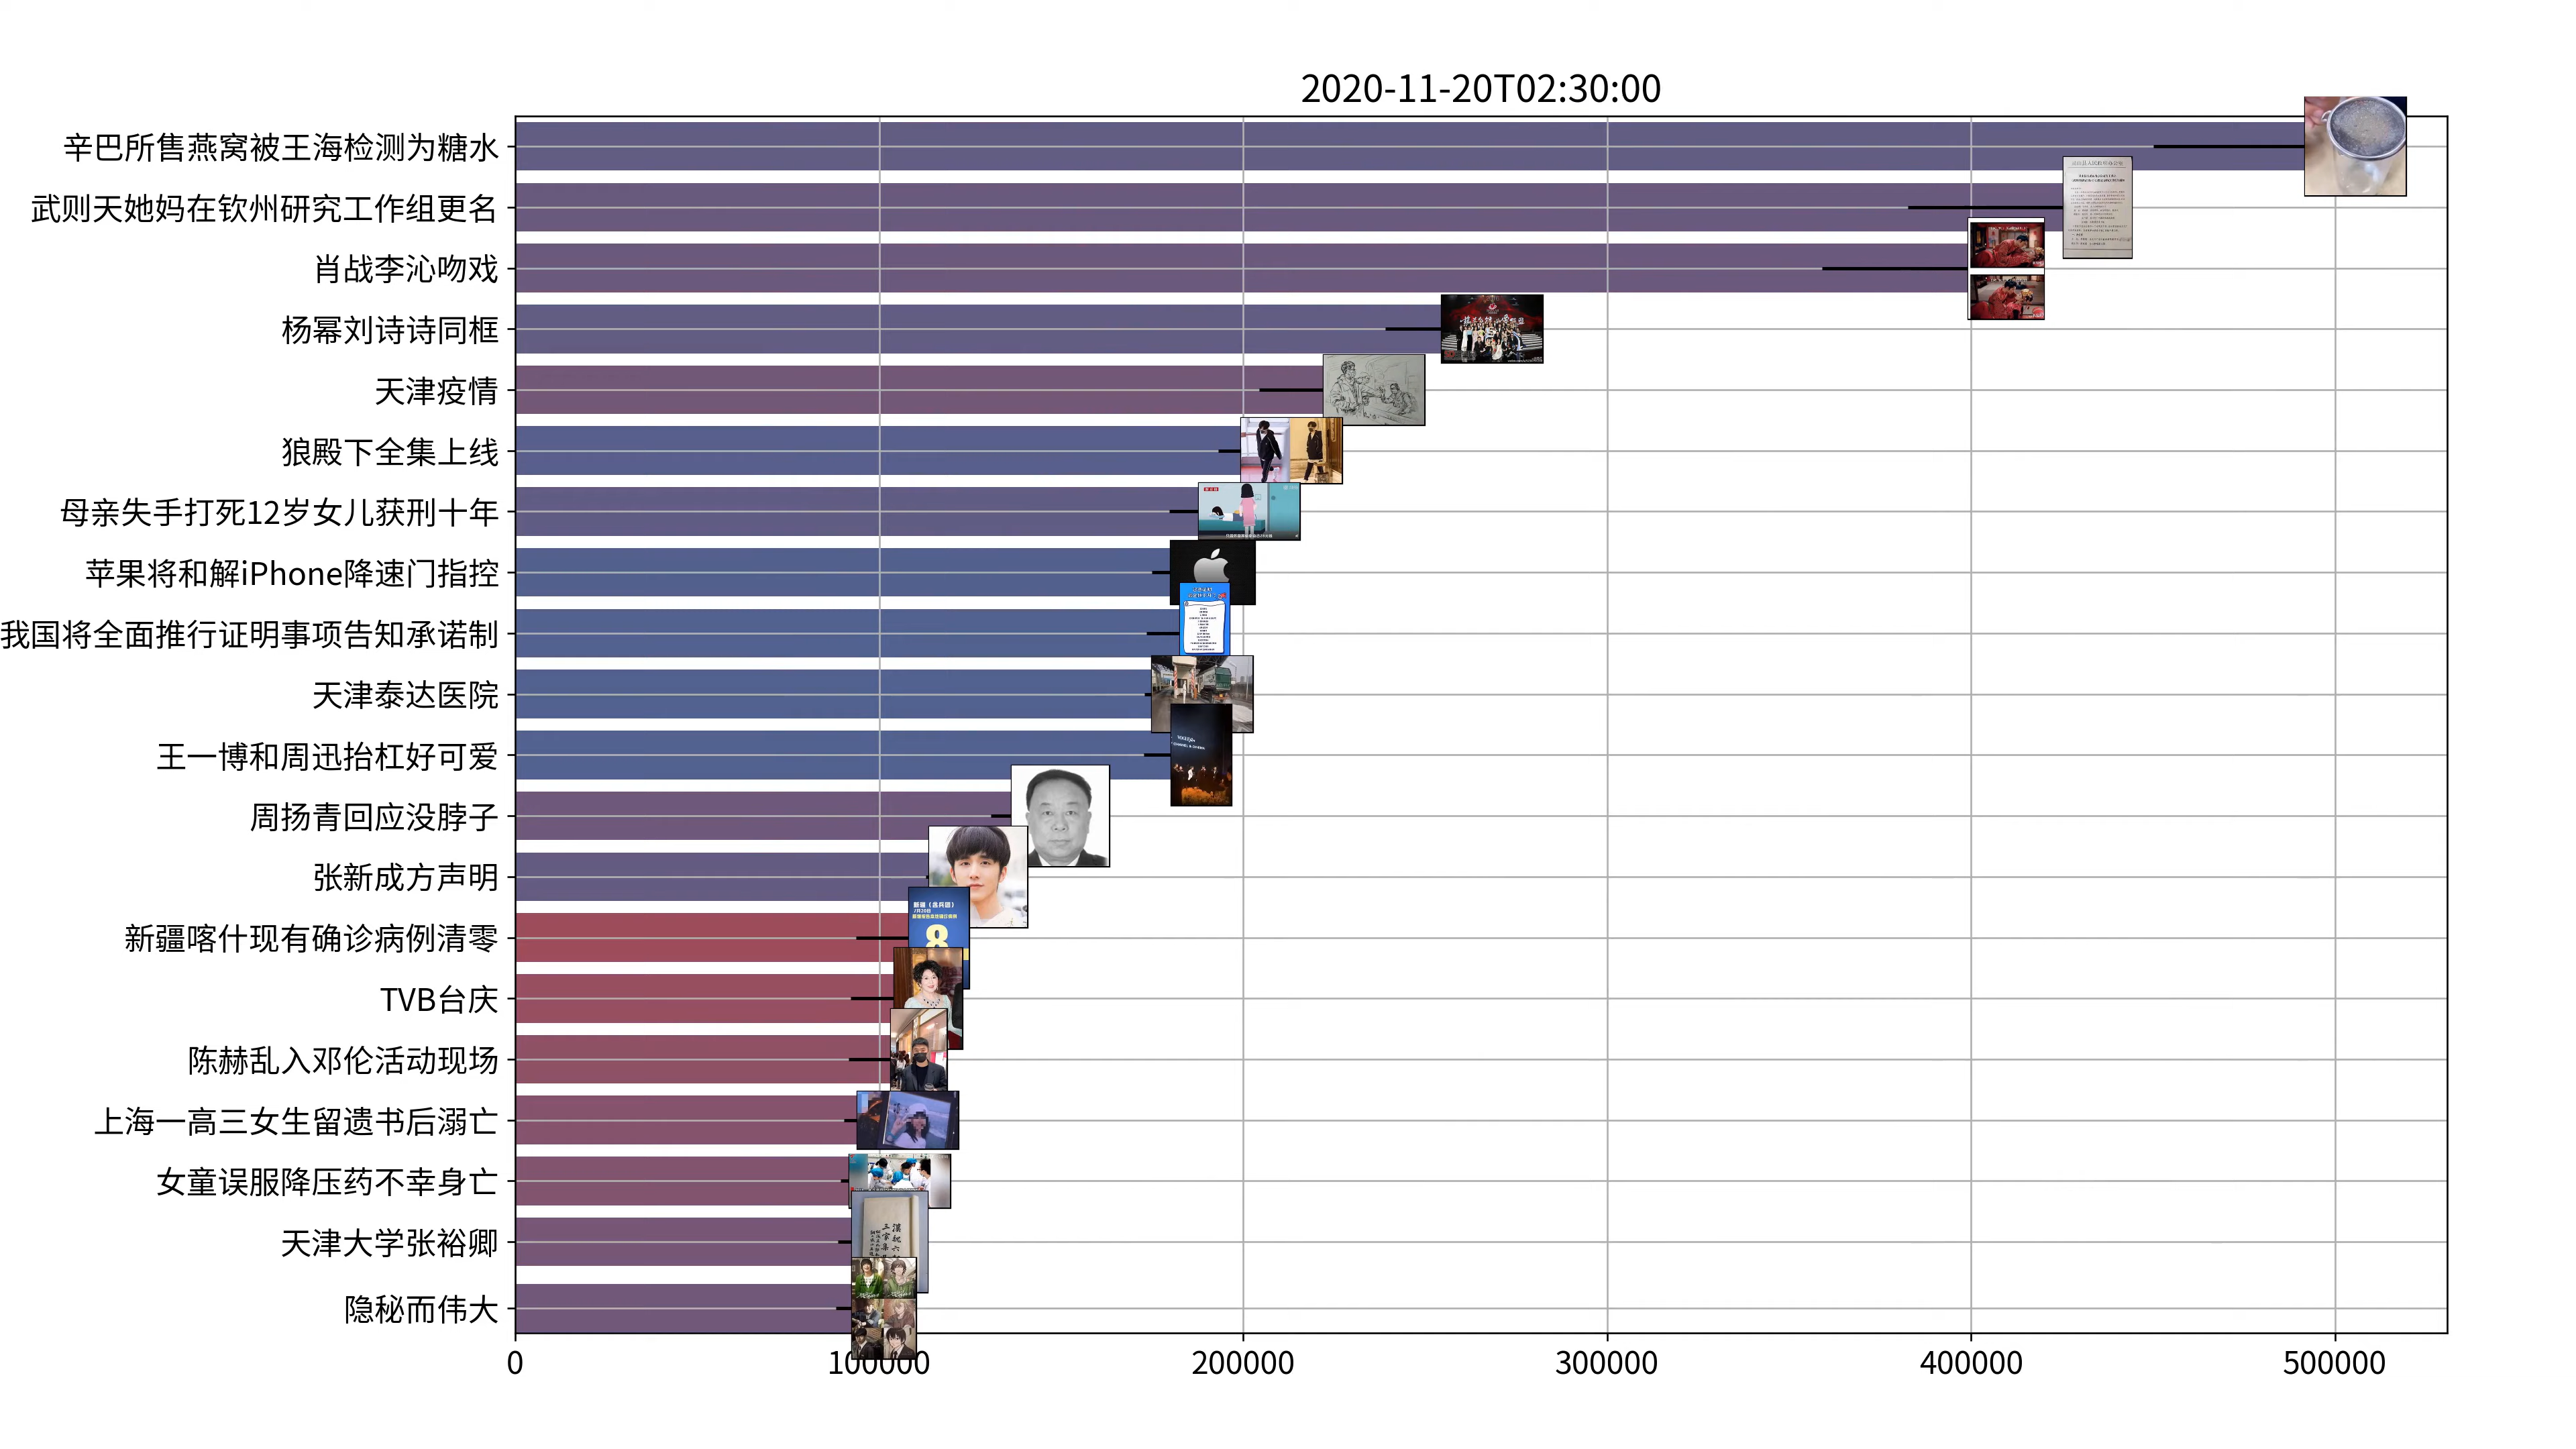 2020-11-20T02:30:00
辛巴所售燕窝被王海检测为糖水
武则天她妈在钦州研究工作组更名
肖战李沁吻戏
杨幂刘诗诗同框
天津疫情
狼殿下全集上线
母亲失手打死12岁女儿获刑十年
苹果将和解iPhone降速门指控
我国将全面推行证明事项告知承诺制
天津泰达医院
王一博和周迅抬杠好可爱
周扬青回应没脖子
张新成方声明
新疆(含兵团)
8
新疆喀什现有确诊病例清零
TVB台庆
陈赫乱入邓伦活动现场
上海一高三女生留遗书后溺亡
女童误服降压药不幸身亡
天津大学张裕卿
隐秘而伟大
0 100000 200000 300000 400000 500000